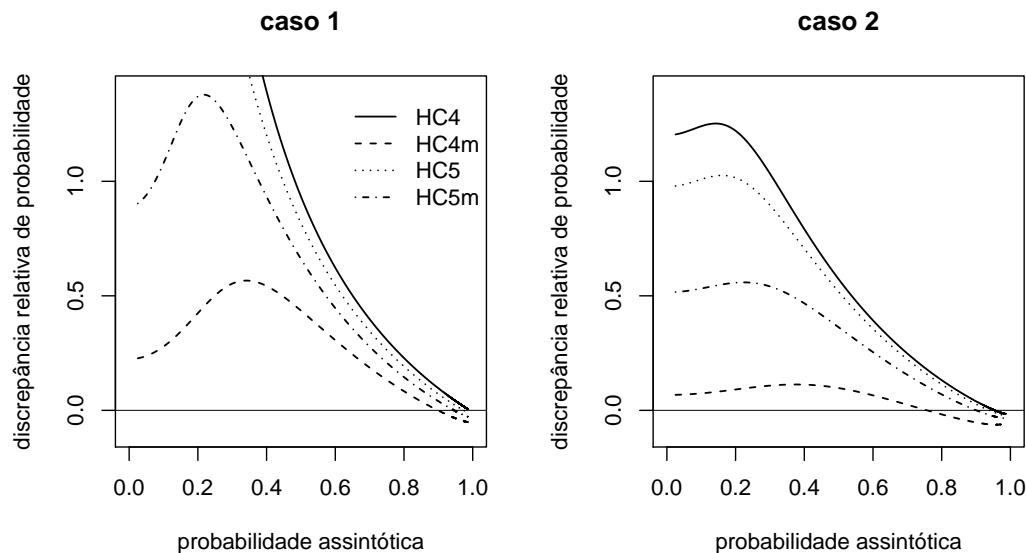 caso 1
discrepância relativa de probabilidade
1.0
0.5
0.0
HC4
HC4m
HC5
HC5m
0.0 0.2 0.4 0.6 0.8 1.0
probabilidade assintótica
caso 2
discrepância relativa de probabilidade
1.0
0.5
0.0
0.0 0.2 0.4 0.6 0.8 1.0
probabilidade assintótica